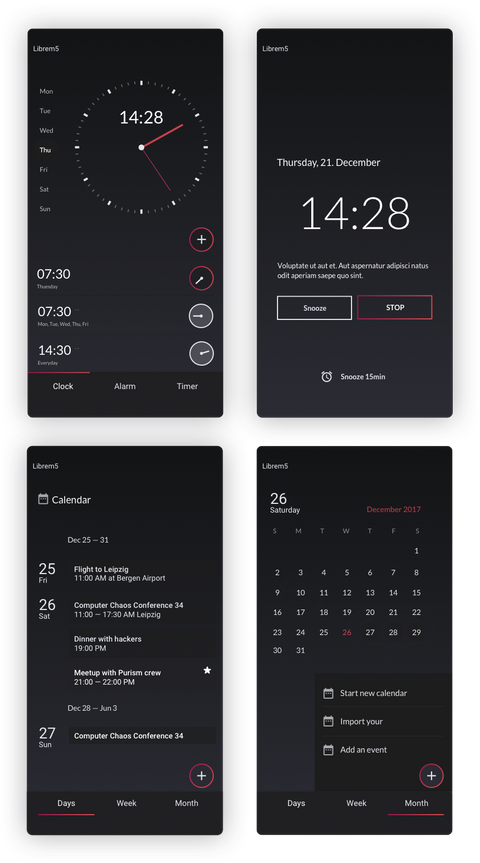 Librem5
14:28
Mon
Tue
Wed
Thu
Fri
Sat
Sun
07:30
Thuesday
07:30
Mon, Tue, Wed, Thu, Fri
14:30
Everyday
Clock Alarm Timer
Librem5
Thursday, 21. December
14:28
Voluptate ut aut et. Aut aspernatur adipisci natus
odit aperiam saepe quo sint.
Snooze STOP
Snooze 15min
Librem5
Calendar
Dec 25 — 31
25
Fri
Flight to Leipzig
11:00 AM at Bergen Airport
26
Sat
Computer Chaos Conference 34
11:00 — 17:30 AM Leipzig
Dinner with hackers
19:00 PM
Meetup with Purism crew
21:00 — 22:00 PM
Dec 28 — Jun 3
27
Sun
Computer Chaos Conference 34
Days Week Month
Librem5
26
Saturday
December 2017
S M T W T F S
1
2 3 4 5 6 7 8
9 10 11 12 13 14 15
16 17 18 19 20 21 22
23 24 25 26 27 28 29
30 31
Start new calendar
Import your
Add an event
Days Week Month